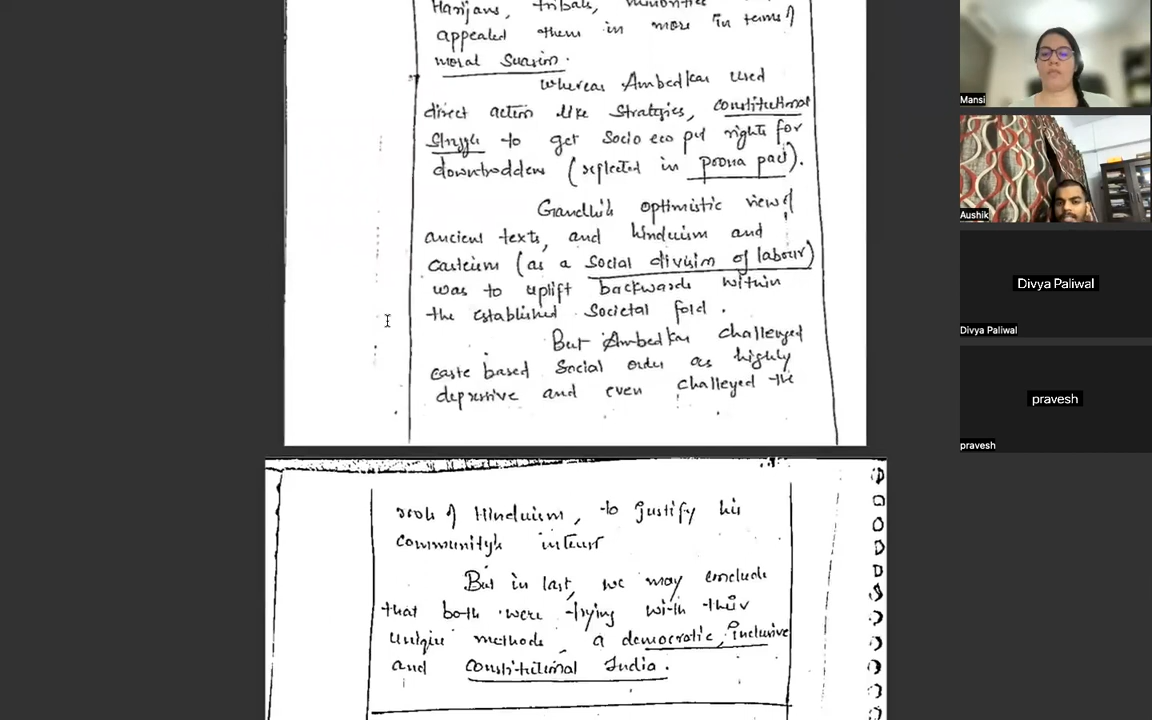 Harijans, tribals, minorities
appealed them in more in terms of
moral suasion.
whereas Ambedkar used
direct action like strategies, constitutional
struggle to get socio eco pol rights for
downtrodden (reflected in poona pact).
Gandhi's optimistic view of
ancient texts, and hinduism and
casteism (as a social division of labour)
was to uplift backwards within
the established societal fold.
But Ambedkar challenged
caste based social order as highly
depressive and even challenged the
roots of Hinduism, to justify his
community's interest
But in last, we may conclude
that both were trying with their
unique methods, a democratic, inclusive
and constitutional India.
Mansi
Aushik
Divya Paliwal
Divya Paliwal
pravesh
pravesh